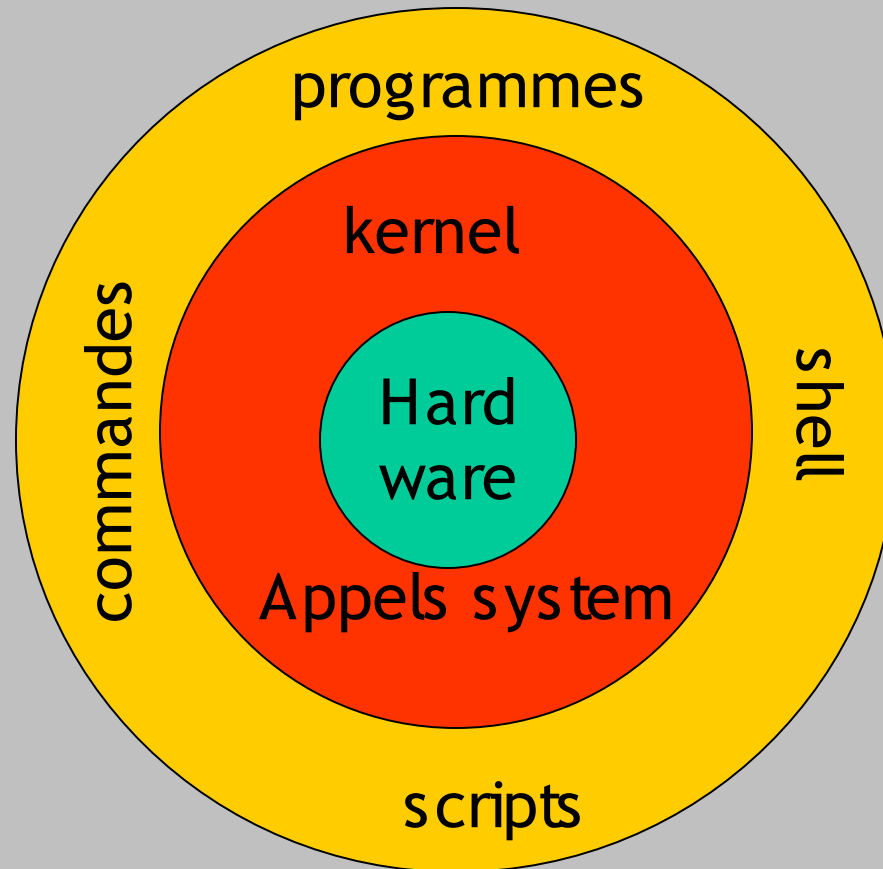 programmes
kernel
commandes
shell
Hard
ware
Appels system
scripts